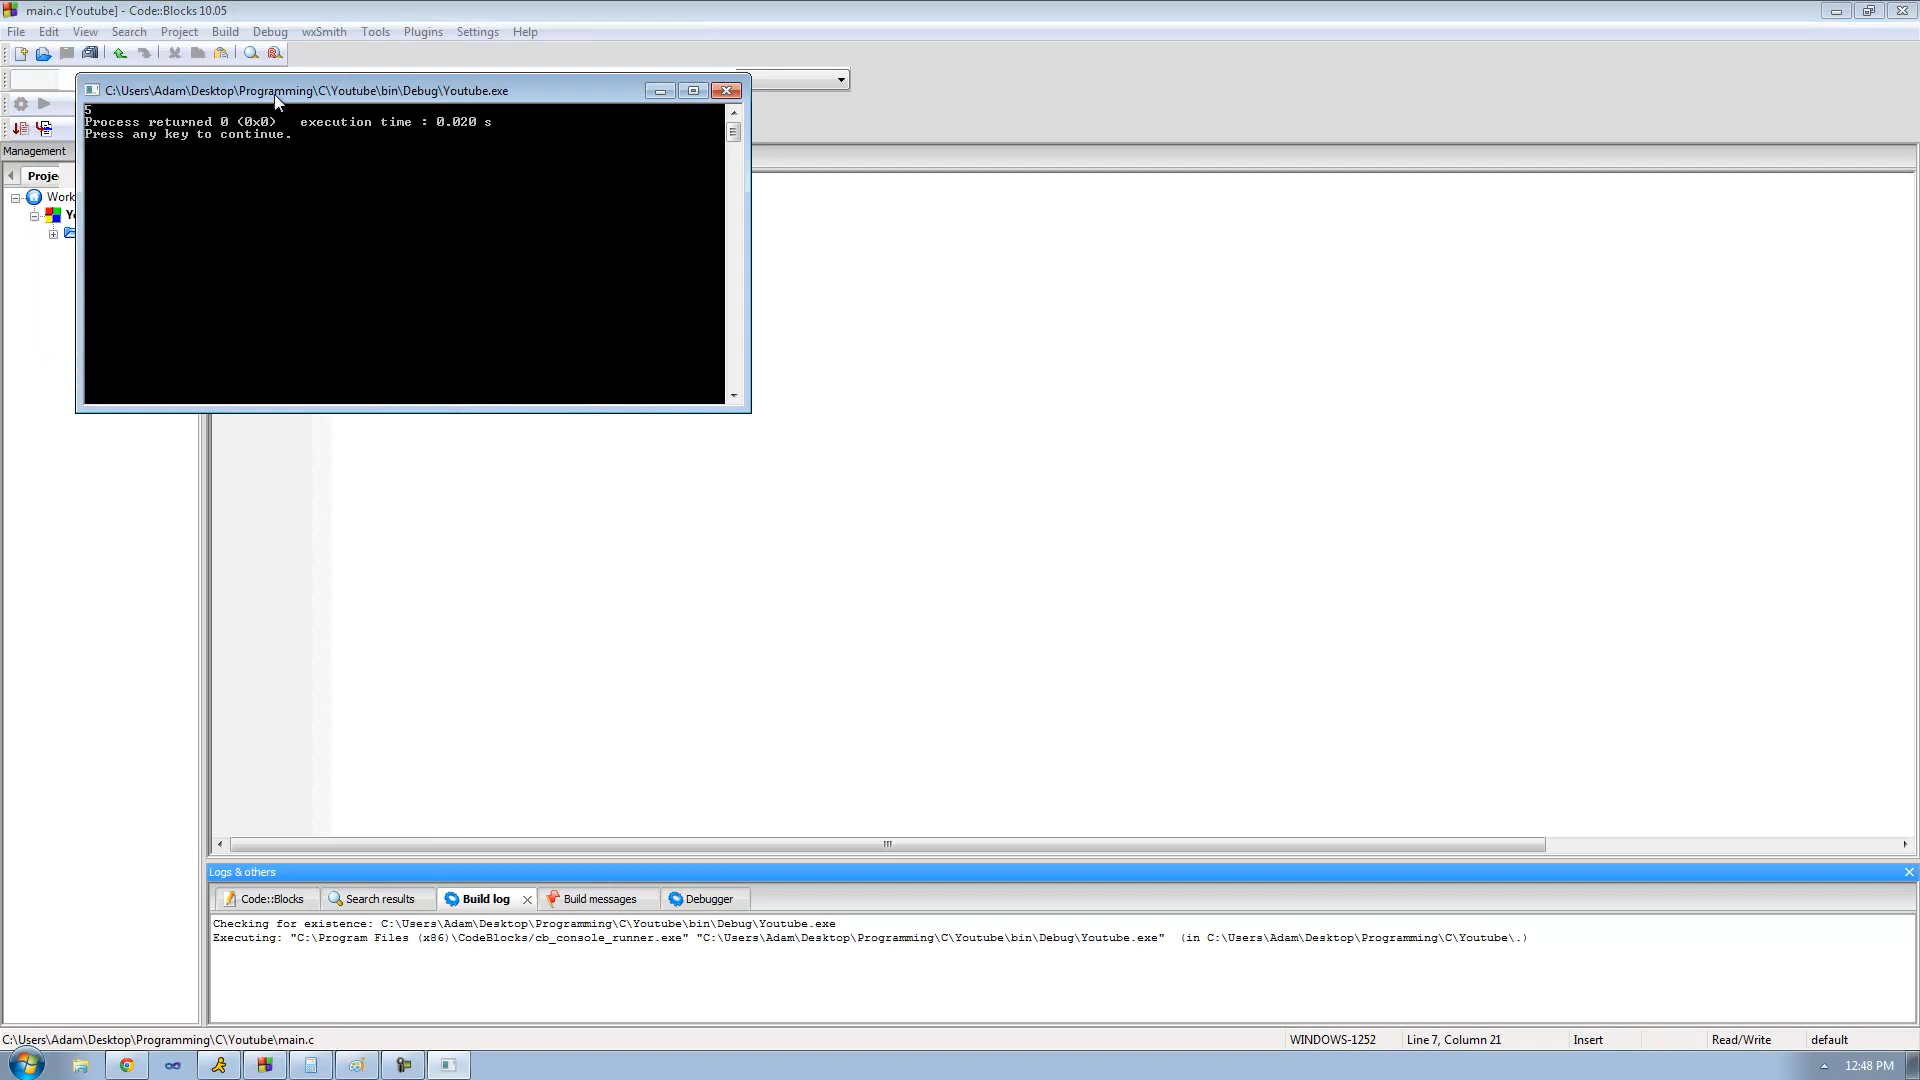 main.c [Youtube] - Code::Blocks 10.05
File Edit View Search Project Build Debug wxSmith Tools Plugins Settings Help
C:\Users\Adam\Desktop\Programming\C\Youtube\bin\Debug\Youtube.exe
5
Process returned 0 (0x0)   execution time : 0.020 s
Press any key to continue.
Management
Proje
Work
Yo
Logs & others
Code::Blocks Search results Build log Build messages Debugger
Checking for existence: C:\Users\Adam\Desktop\Programming\C\Youtube\bin\Debug\Youtube.exe
Executing: "C:\Program Files (x86)\CodeBlocks/cb_console_runner.exe" "C:\Users\Adam\Desktop\Programming\C\Youtube\bin\Debug\Youtube.exe"  (in C:\Users\Adam\Desktop\Programming\C\Youtube\.)
C:\Users\Adam\Desktop\Programming\C\Youtube\main.c WINDOWS-1252 Line 7, Column 21 Insert Read/Write default
12:48 PM